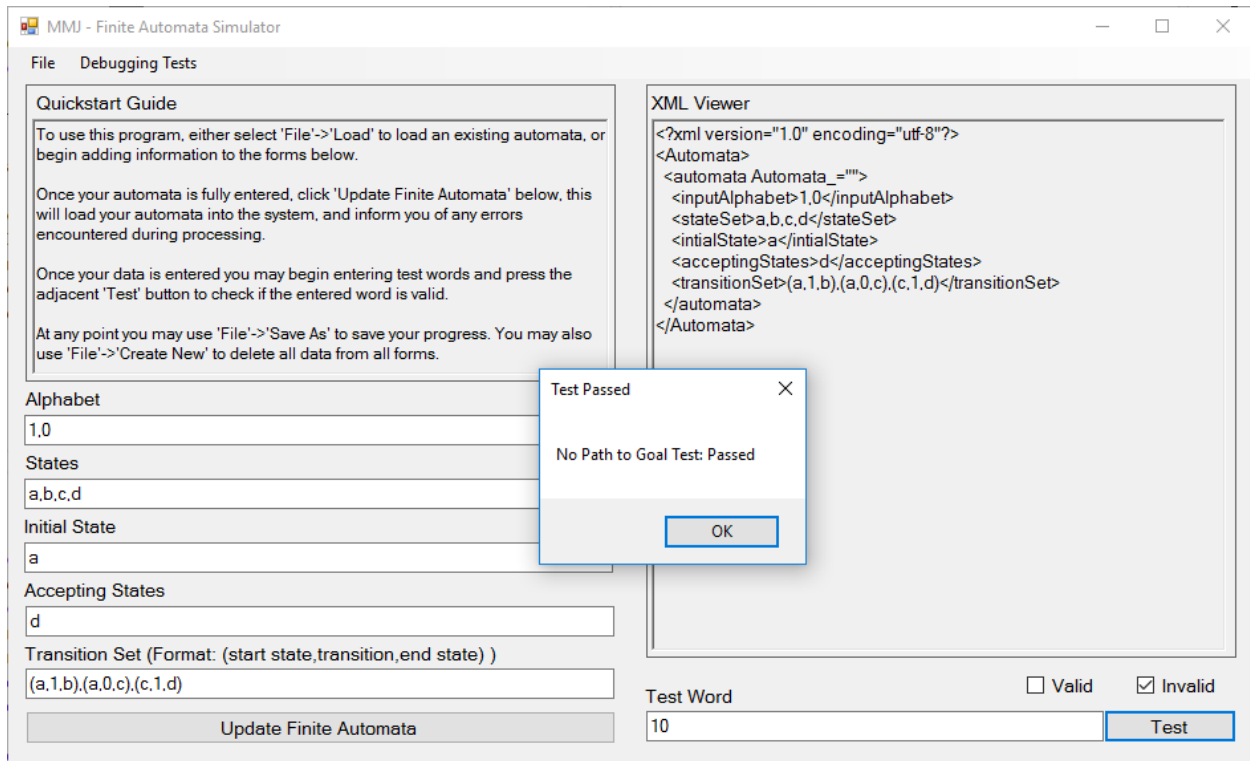 MMJ - Finite Automata Simulator
File Debugging Tests
Quickstart Guide
To use this program, either select 'File'->'Load' to load an existing automata, or
begin adding information to the forms below.
Once your automata is fully entered, click 'Update Finite Automata' below, this
will load your automata into the system, and inform you of any errors
encountered during processing.
Once your data is entered you may begin entering test words and press the
adjacent 'Test' button to check if the entered word is valid.
At any point you may use 'File'->'Save As' to save your progress. You may also
use 'File'->'Create New' to delete all data from all forms.
Alphabet
1,0
States
a,b,c,d
Initial State
a
Accepting States
d
Transition Set (Format: (start state,transition,end state) )
(a,1,b),(a,0,c),(c,1,d)
Update Finite Automata
XML Viewer
<?xml version="1.0" encoding="utf-8"?>
<Automata>
<automata Automata_="">
<inputAlphabet>1,0</inputAlphabet>
<stateSet>a,b,c,d</stateSet>
<intialState>a</intialState>
<acceptingStates>d</acceptingStates>
<transitionSet>(a,1,b),(a,0,c),(c,1,d)</transitionSet>
</automata>
</Automata>
Test Passed
No Path to Goal Test: Passed
OK
Valid Invalid
Test Word
10
Test